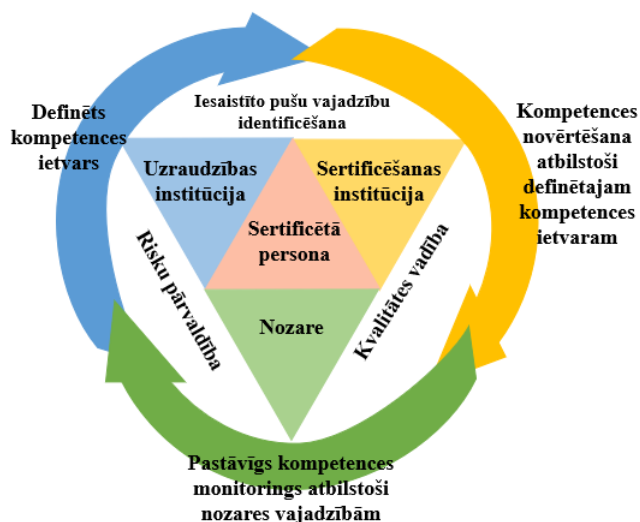 Definēts
kompetences
ietvars
Iesaistīto pušu vajadzību
identificēšana
Kompetences
novērtēšana
atbilstoši
definētajam
kompetences
ietvaram
Uzraudzības
institūcija
Sertificēšanas
institūcija
Sertificētā
persona
Risku pārvaldība
Kvalitātes vadība
Nozare
Pastāvīgs kompetences
monitorings atbilstoši
nozares vajadzībām